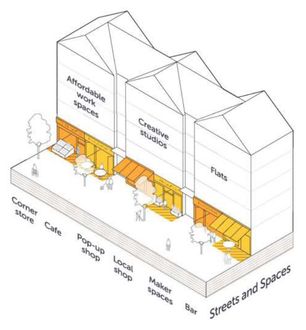 Affordable
work
spaces
Creative
studios
Flats
Corner
store
Cafe
Pop-up
shop
Local
shop
Maker
spaces
Bar
Streets and Spaces